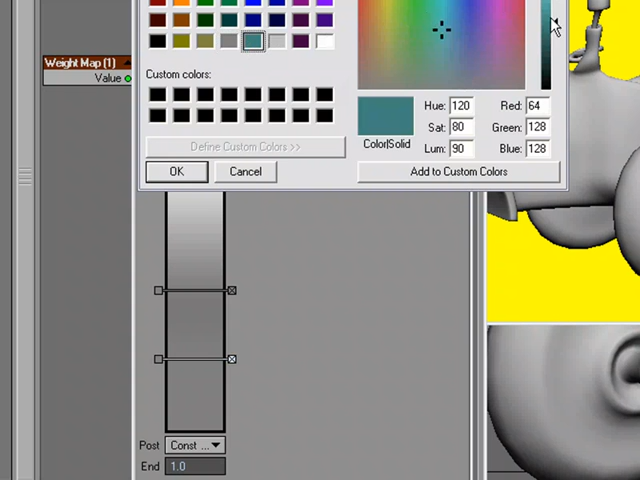 Weight Map (1)
Value
Custom colors:
Define Custom Colors >>
OK
Cancel
Color|Solid
Hue: 120
Sat: 80
Lum: 90
Red: 64
Green: 128
Blue: 128
Add to Custom Colors
Post Const ...
End 1.0